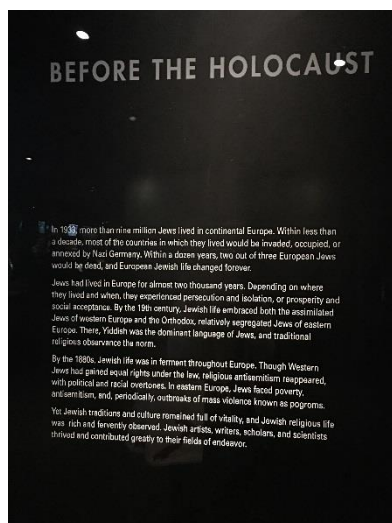 BEFORE THE HOLOCAUST
In 1933, more than nine million Jews lived in continental Europe. Within less than
a decade, most of the countries in which they lived would be invaded, occupied, or
annexed by Nazi Germany. Within a dozen years, two out of three European Jews
would be dead, and European Jewish life changed forever.
Jews had lived in Europe for almost two thousand years. Depending on where
they lived and when, they experienced persecution and isolation, or prosperity and
social acceptance. By the 19th century, Jewish life embraced both the assimilated
Jews of western Europe and the Orthodox, relatively segregated Jews of eastern
Europe. There, Yiddish was the dominant language of Jews, and traditional
religious observance the norm.
By the 1880s, Jewish life was in ferment throughout Europe. Though Western
Jews had gained equal rights under the law, religious antisemitism reappeared,
with political and racial overtones. In eastern Europe, Jews faced poverty,
antisemitism, and, periodically, outbreaks of mass violence known as pogroms.
Yet Jewish traditions and culture remained full of vitality, and Jewish religious life
was rich and fervently observed. Jewish artists, writers, scholars, and scientists
thrived and contributed greatly to their fields of endeavor.